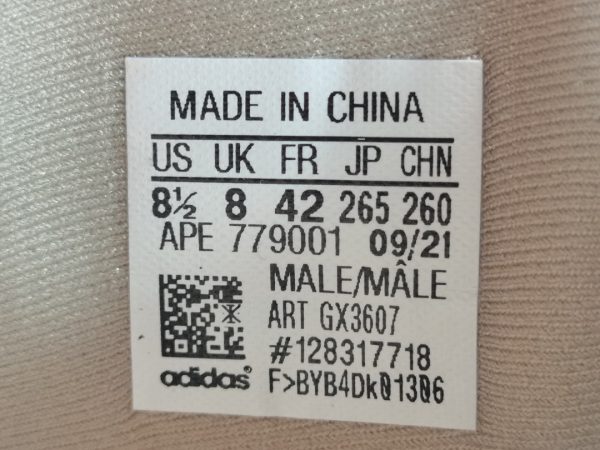 MADE IN CHINA
US UK FR JP CHN
8½ 8 42 265 260
APE 779001 09/21
MALE/MÂLE
ART GX3607
#128317718
adidas F>BYB4Dk01306